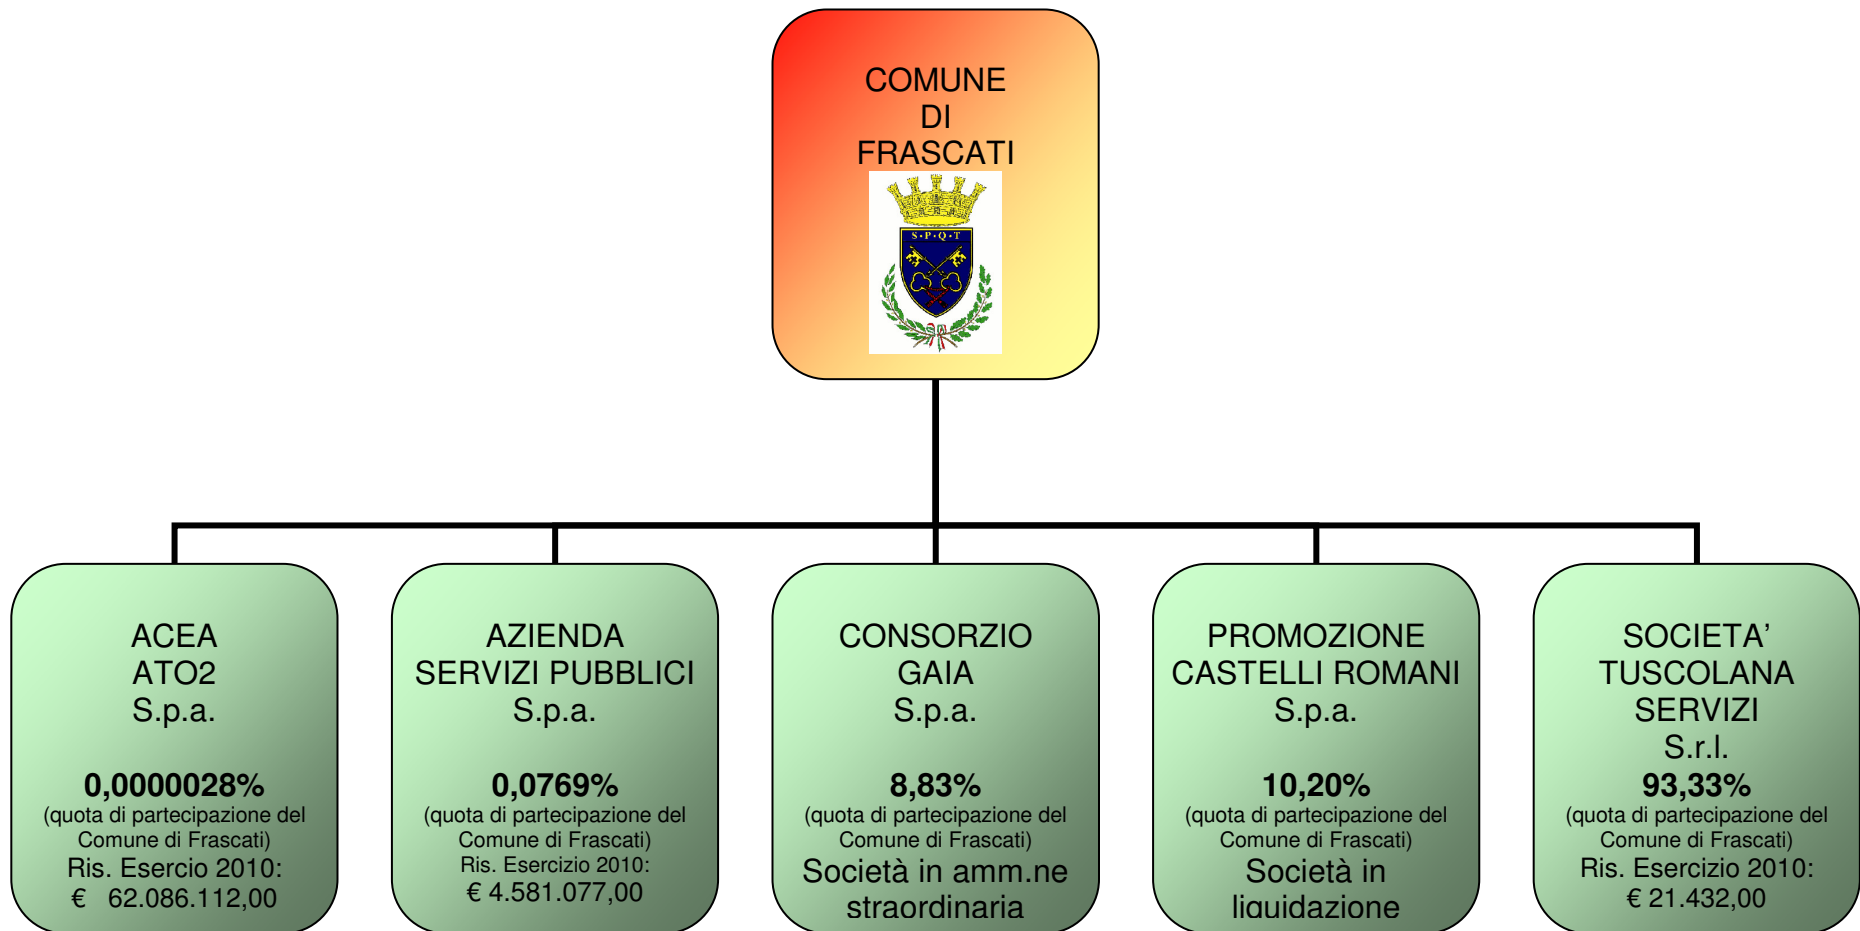 COMUNE
DI
FRASCATI
S·P·Q·T
ACEA
ATO2
S.p.a.
0,0000028%
(quota di partecipazione del
Comune di Frascati)
Ris. Esercio 2010:
€ 62.086.112,00
AZIENDA
SERVIZI PUBBLICI
S.p.a.
0,0769%
(quota di partecipazione del
Comune di Frascati)
Ris. Esercizio 2010:
€ 4.581.077,00
CONSORZIO
GAIA
S.p.a.
8,83%
(quota di partecipazione del
Comune di Frascati)
Società in amm.ne
straordinaria
PROMOZIONE
CASTELLI ROMANI
S.p.a.
10,20%
(quota di partecipazione del
Comune di Frascati)
Società in
liquidazione
SOCIETA'
TUSCOLANA
SERVIZI
S.r.l.
93,33%
(quota di partecipazione del
Comune di Frascati)
Ris. Esercizio 2010:
€ 21.432,00